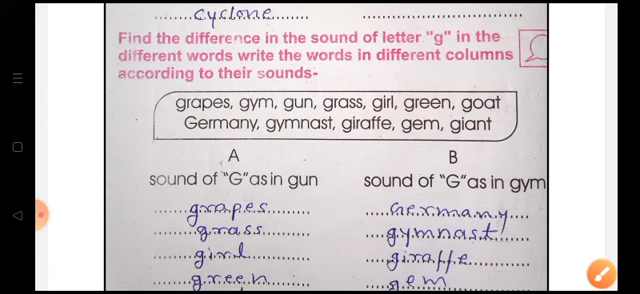 cyclone
Find the difference in the sound of letter "g" in the
different words write the words in different columns
according to their sounds-
grapes, gym, gun, grass, girl, green, goat
Germany, gymnast, giraffe, gem, giant
A
sound of "G"as in gun
grapes
grass
girl
green
B
sound of "G"as in gym
Germany
gymnast
giraffe
gem